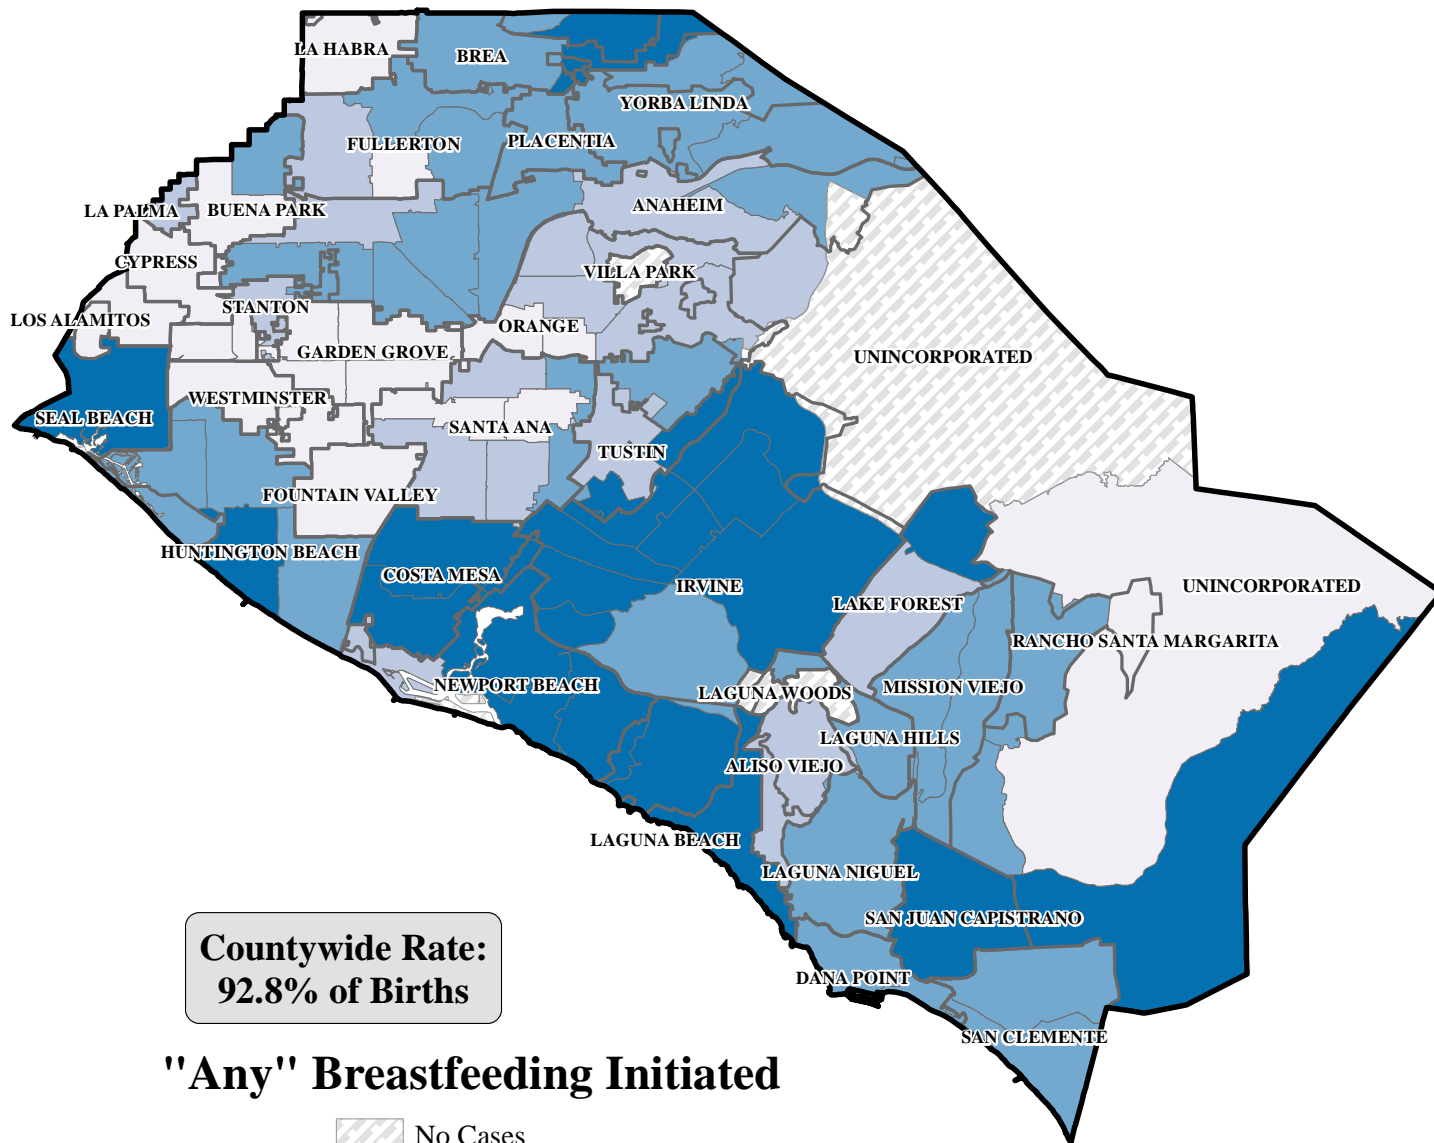 LA HABRA
BREA
YORBA LINDA
FULLERTON
PLACENTIA
LA PALMA
BUENA PARK
ANAHEIM
CYPRESS
VILLA PARK
STANTON
LOS ALAMITOS
ORANGE
GARDEN GROVE
UNINCORPORATED
WESTMINSTER
SEAL BEACH
SANTA ANA
TUSTIN
FOUNTAIN VALLEY
HUNTINGTON BEACH
COSTA MESA
IRVINE
UNINCORPORATED
LAKE FOREST
RANCHO SANTA MARGARITA
NEWPORT BEACH
LAGUNA WOODS
MISSION VIEJO
LAGUNA HILLS
ALISO VIEJO
LAGUNA BEACH
LAGUNA NIGUEL
SAN JUAN CAPISTRANO
DANA POINT
SAN CLEMENTE
Countywide Rate:
92.8% of Births
"Any" Breastfeeding Initiated
No Cases